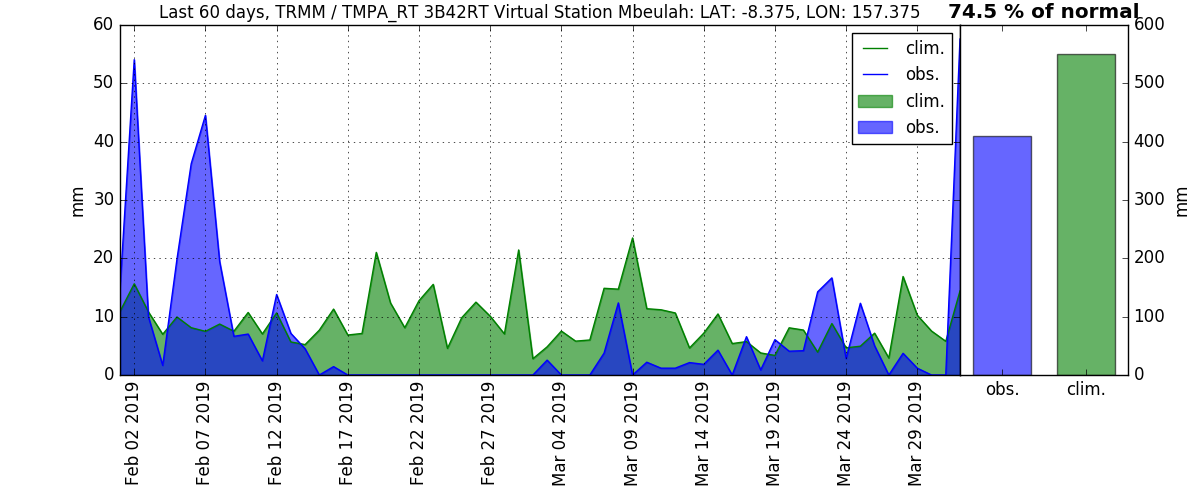 Last 60 days, TRMM / TMPA_RT 3B42RT Virtual Station Mbeulah: LAT: -8.375, LON: 157.375
74.5 % of normal
60
50
40
30
20
10
0
mm
clim.
obs.
clim.
obs.
600
500
400
300
200
100
0
mm
Feb 02 2019
Feb 07 2019
Feb 12 2019
Feb 17 2019
Feb 22 2019
Feb 27 2019
Mar 04 2019
Mar 09 2019
Mar 14 2019
Mar 19 2019
Mar 24 2019
Mar 29 2019
obs.
clim.